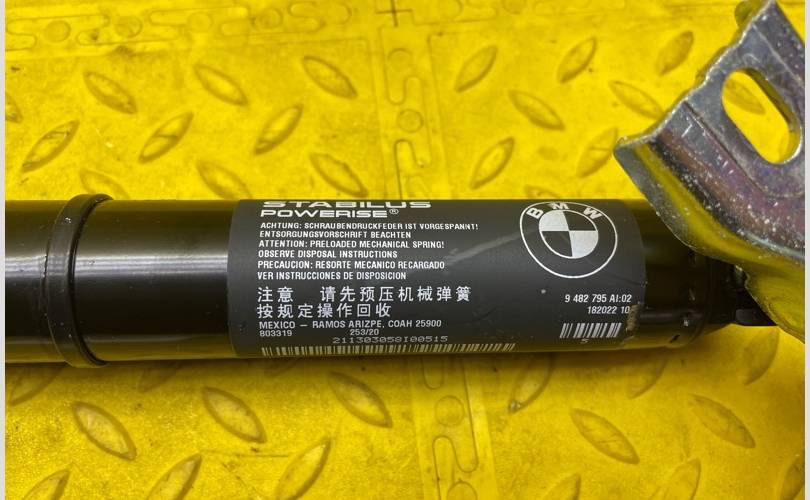 STABILUS
POWERISE®
ACHTUNG: SCHRAUBENDRUCKFEDER IST VORGESPANNT!
ENTSORGUNGSVORSCHRIFT BEACHTEN
ATTENTION: PRELOADED MECHANICAL SPRING!
OBSERVE DISPOSAL INSTRUCTIONS
PRECAUCION: RESORTE MECANICO RECARGADO
VER INSTRUCCIONES DE DISPOSICION
注意 请先预压机械弹簧
按规定操作回收
MEXICO – RAMOS ARIZPE, COAH 25900
803319 253/20
211303058I00515
BMW
9 482 795 AI:02
182022 10
5